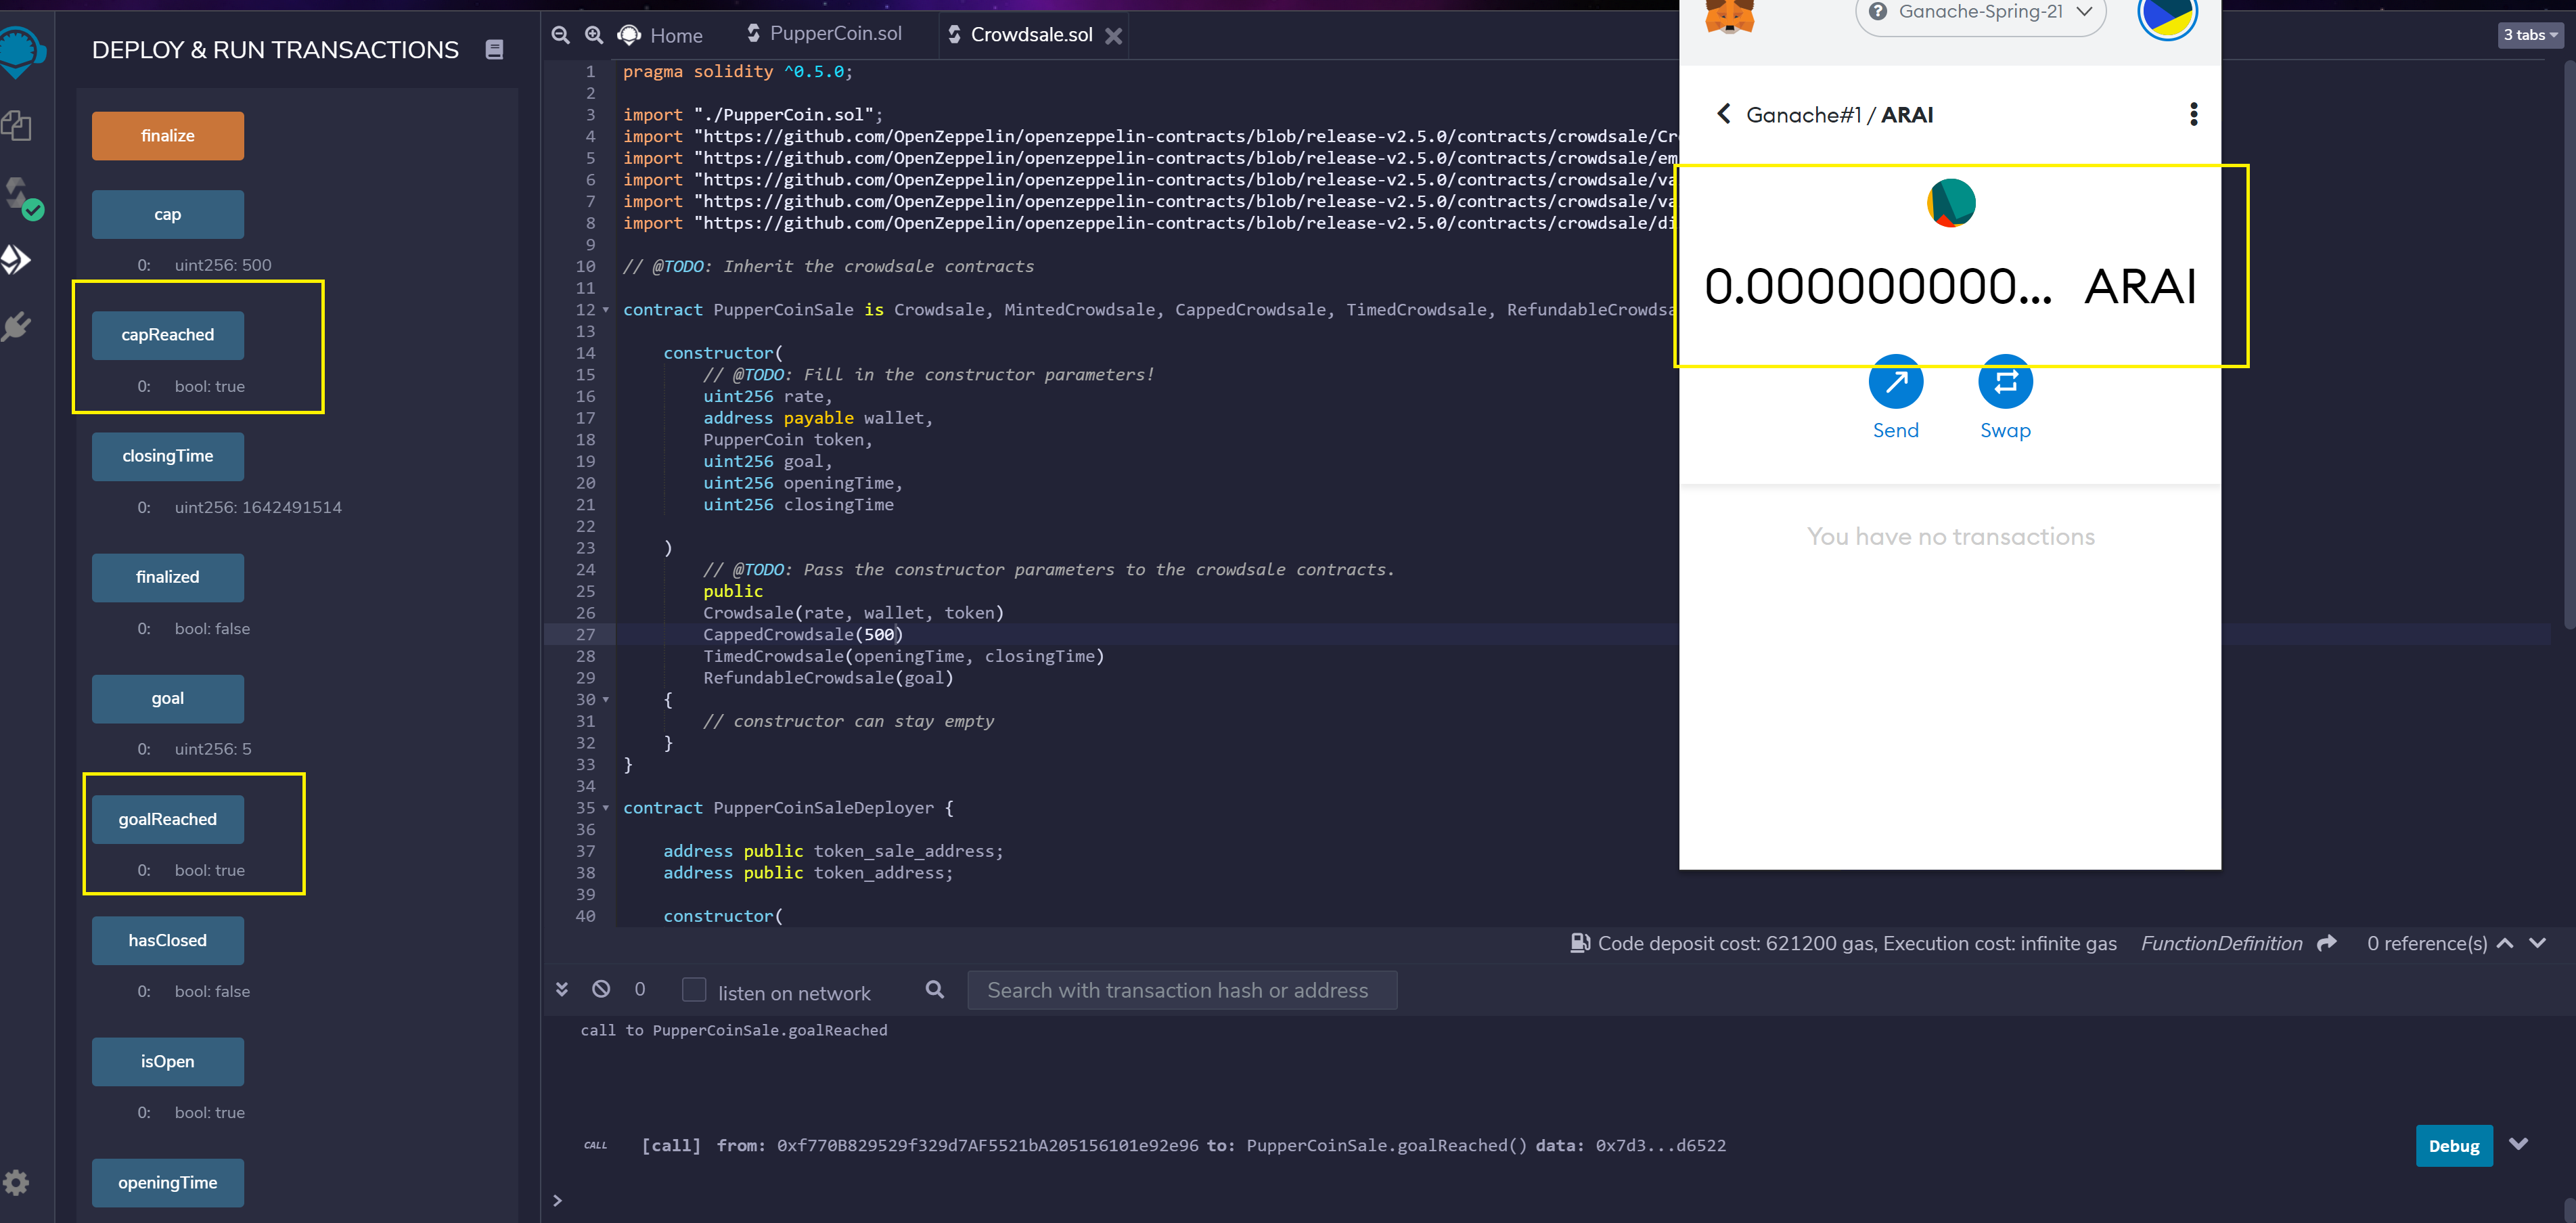 DEPLOY & RUN TRANSACTIONS
finalize
cap
0: uint256: 500
capReached
0: bool: true
closingTime
0: uint256: 1642491514
finalized
0: bool: false
goal
0: uint256: 5
goalReached
0: bool: true
hasClosed
0: bool: false
isOpen
0: bool: true
openingTime
Home
PupperCoin.sol
Crowdsale.sol
3 tabs
1 pragma solidity ^0.5.0;
2
3 import "./PupperCoin.sol";
4 import "https://github.com/OpenZeppelin/openzeppelin-contracts/blob/release-v2.5.0/contracts/crowdsale/Cr
5 import "https://github.com/OpenZeppelin/openzeppelin-contracts/blob/release-v2.5.0/contracts/crowdsale/em
6 import "https://github.com/OpenZeppelin/openzeppelin-contracts/blob/release-v2.5.0/contracts/crowdsale/va
7 import "https://github.com/OpenZeppelin/openzeppelin-contracts/blob/release-v2.5.0/contracts/crowdsale/va
8 import "https://github.com/OpenZeppelin/openzeppelin-contracts/blob/release-v2.5.0/contracts/crowdsale/di
9
10 // @TODO: Inherit the crowdsale contracts
11
12 contract PupperCoinSale is Crowdsale, MintedCrowdsale, CappedCrowdsale, TimedCrowdsale, RefundableCrowdsa
13
14 constructor(
15 // @TODO: Fill in the constructor parameters!
16 uint256 rate,
17 address payable wallet,
18 PupperCoin token,
19 uint256 goal,
20 uint256 openingTime,
21 uint256 closingTime
22
23 )
24 // @TODO: Pass the constructor parameters to the crowdsale contracts.
25 public
26 Crowdsale(rate, wallet, token)
27 CappedCrowdsale(500)
28 TimedCrowdsale(openingTime, closingTime)
29 RefundableCrowdsale(goal)
30 {
31 // constructor can stay empty
32 }
33 }
34
35 contract PupperCoinSaleDeployer {
36
37 address public token_sale_address;
38 address public token_address;
39
40 constructor(
Code deposit cost: 621200 gas, Execution cost: infinite gas FunctionDefinition 0 reference(s)
0 listen on network Search with transaction hash or address
call to PupperCoinSale.goalReached
CALL [call] from: 0xf770B829529f329d7AF5521bA205156101e92e96 to: PupperCoinSale.goalReached() data: 0x7d3...d6522
Debug
>
Ganache-Spring-21
Ganache#1 / ARAI
0.000000000... ARAI
Send
Swap
You have no transactions